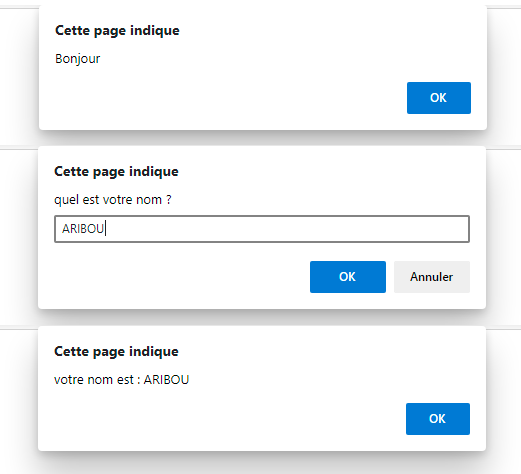 Cette page indique
Bonjour
OK
Cette page indique
quel est votre nom ?
ARIBOU
OK Annuler
Cette page indique
votre nom est : ARIBOU
OK